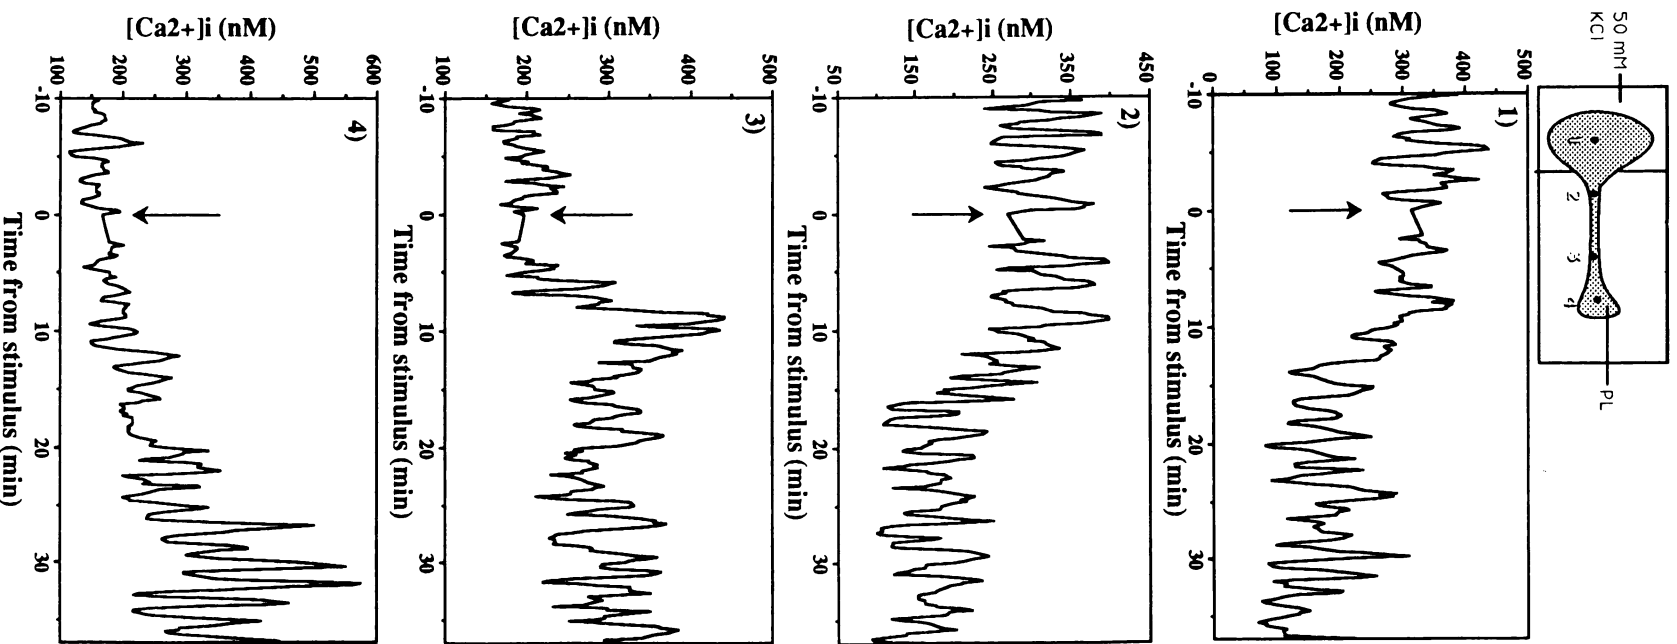 50 mM
KCl
PL
1 2 3 4
1)
500
400
300
200
100
0
[Ca2+]i (nM)
-10 0 10 20 30
Time from stimulus (min)
2)
450
350
250
150
50
[Ca2+]i (nM)
-10 0 10 20 30
Time from stimulus (min)
3)
500
400
300
200
100
[Ca2+]i (nM)
-10 0 10 20 30
Time from stimulus (min)
4)
600
500
400
300
200
100
[Ca2+]i (nM)
-10 0 10 20 30
Time from stimulus (min)